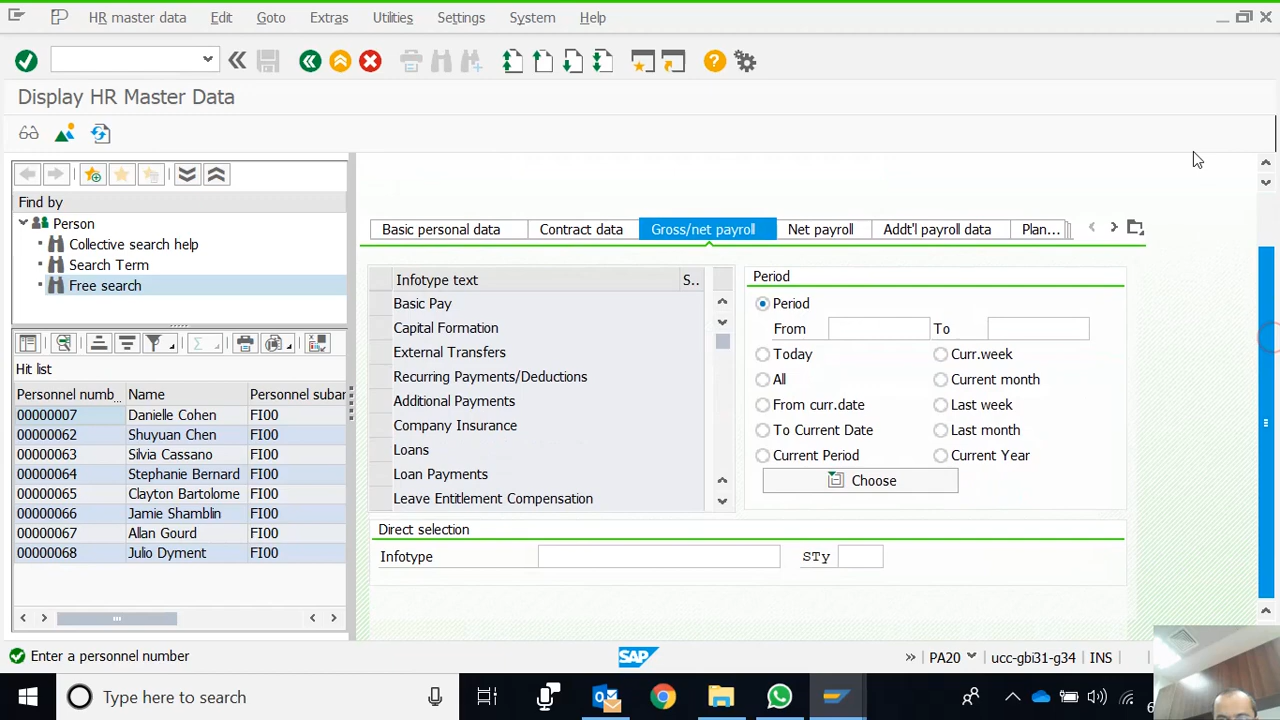 HR master data Edit Goto Extras Utilities Settings System Help
Display HR Master Data
Find by
Person
Collective search help
Search Term
Free search
Hit list
Personnel numb... Name Personnel subar
00000007 Danielle Cohen FI00
00000062 Shuyuan Chen FI00
00000063 Silvia Cassano FI00
00000064 Stephanie Bernard FI00
00000065 Clayton Bartolome FI00
00000066 Jamie Shamblin FI00
00000067 Allan Gourd FI00
00000068 Julio Dyment FI00
Basic personal data Contract data Gross/net payroll Net payroll Addt'l payroll data Plan...
Infotype text S..
Basic Pay
Capital Formation
External Transfers
Recurring Payments/Deductions
Additional Payments
Company Insurance
Loans
Loan Payments
Leave Entitlement Compensation
Period
Period
From To
Today Curr.week
All Current month
From curr.date Last week
To Current Date Last month
Current Period Current Year
Choose
Direct selection
Infotype STy
Enter a personnel number
SAP
PA20 ucc-gbi31-g34 INS
Type here to search